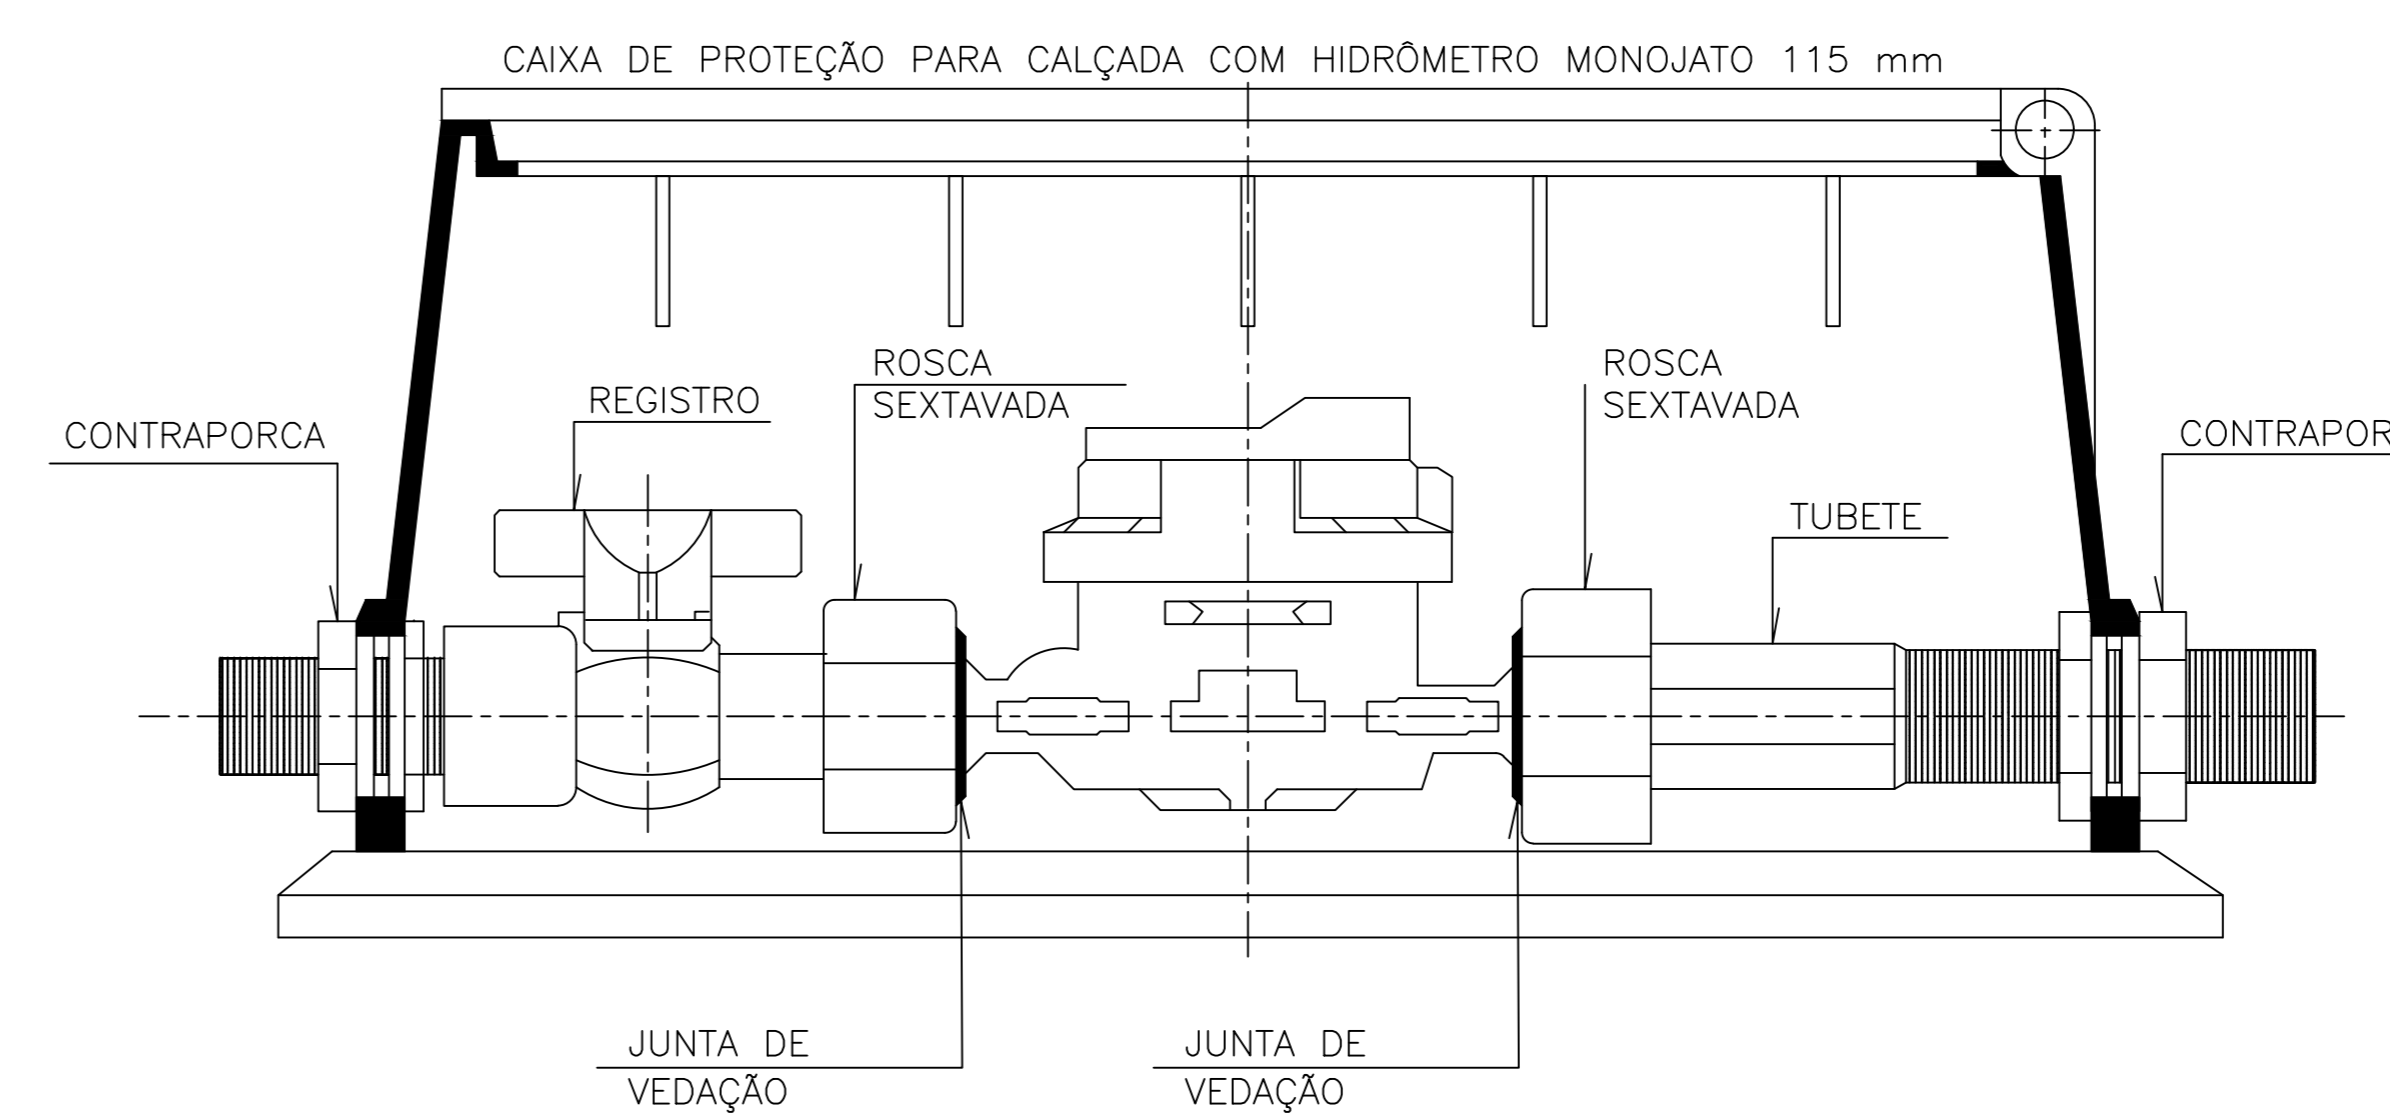 CAIXA DE PROTEÇÃO PARA CALÇADA COM HIDRÔMETRO MONOJATO 115 mm
ROSCA
SEXTAVADA
ROSCA
SEXTAVADA
REGISTRO
CONTRAPORCA
CONTRAPOR
TUBETE
JUNTA DE
VEDAÇÃO
JUNTA DE
VEDAÇÃO